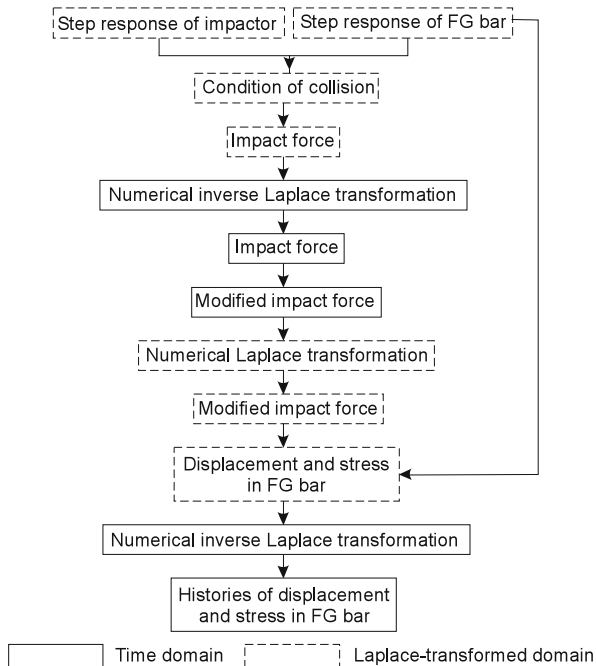 Step response of impactor
Step response of FG bar
Condition of collision
Impact force
Numerical inverse Laplace transformation
Impact force
Modified impact force
Numerical Laplace transformation
Modified impact force
Displacement and stress
in FG bar
Numerical inverse Laplace transformation
Histories of displacement
and stress in FG bar
Time domain
Laplace-transformed domain